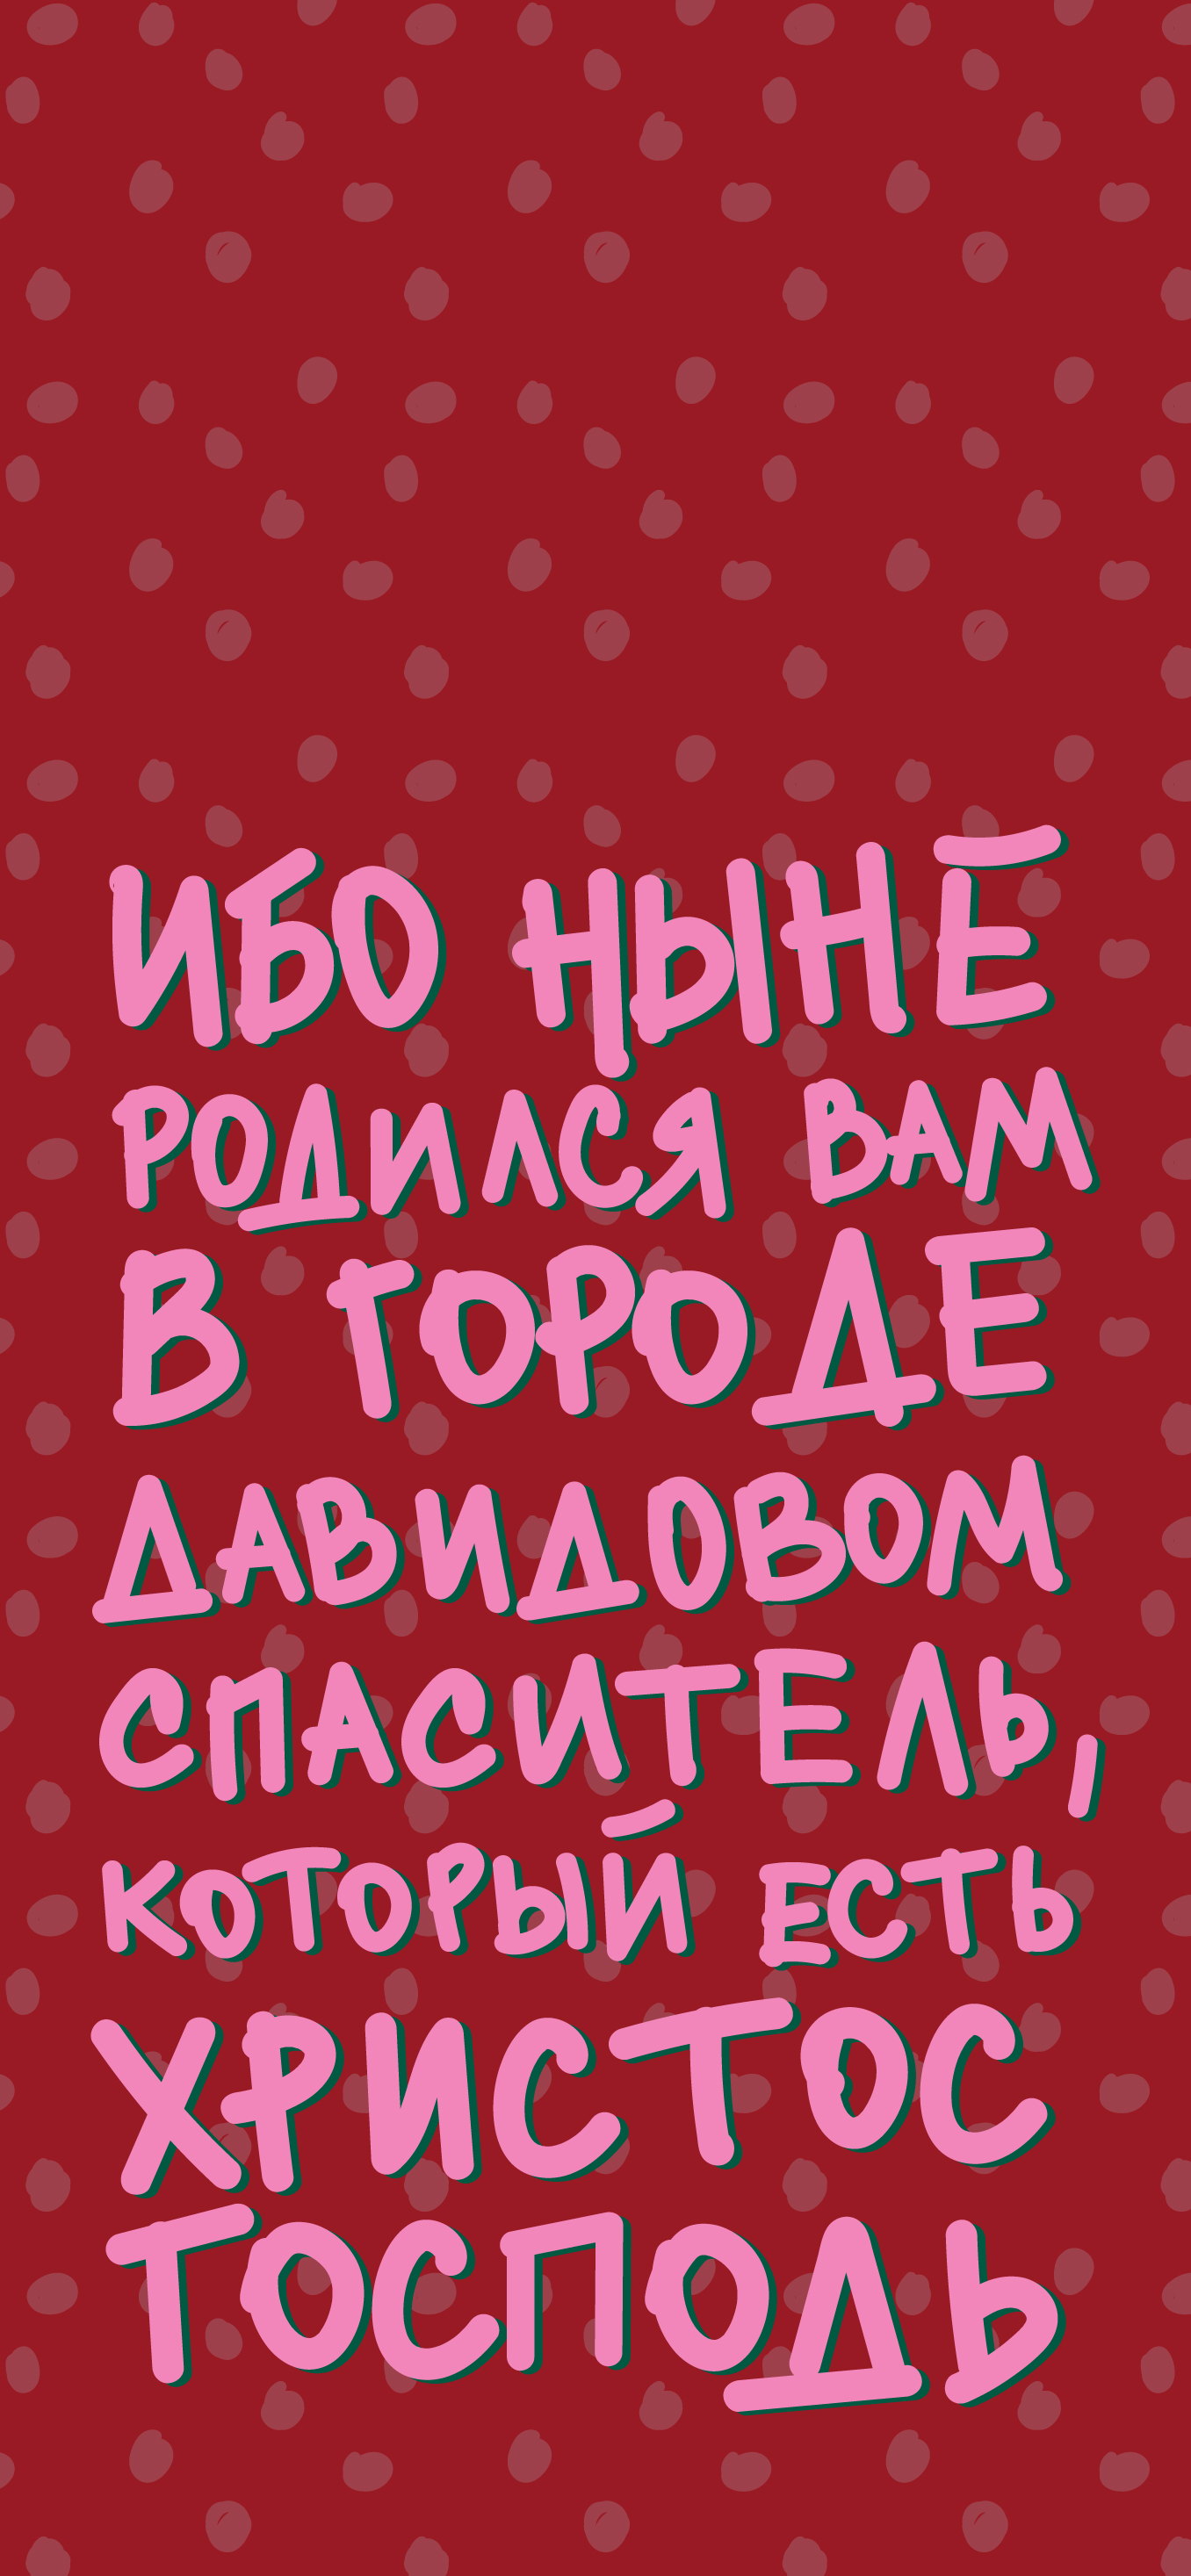 ИБО НЫНЕ
РОДИЛСЯ ВАМ
В ГОРОДЕ
ДАВИДОВОМ
СПАСИТЕЛЬ,
КОТОРЫЙ ЕСТЬ
ХРИСТОС
ГОСПОДЬ